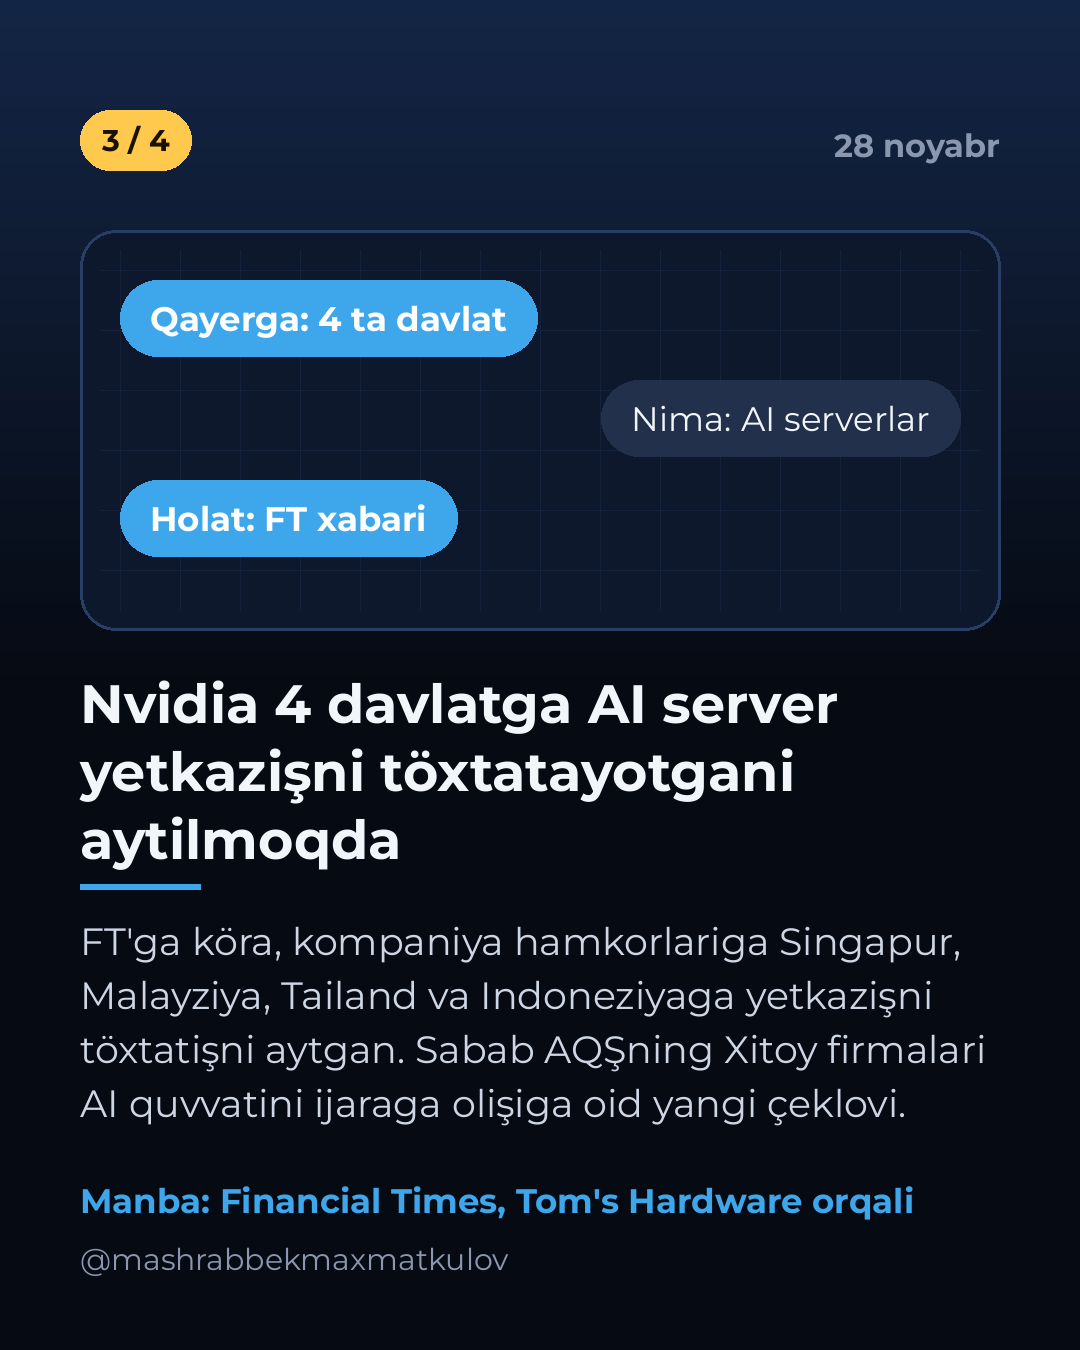 3 / 4
28 noyabr
Qayerga: 4 ta davlat
Nima: AI serverlar
Holat: FT xabari
Nvidia 4 davlatga AI server
yetkazişni töxtatayotgani
aytilmoqda
FT'ga köra, kompaniya hamkorlariga Singapur,
Malayziya, Tailand va Indoneziyaga yetkazişni
töxtatişni aytgan. Sabab AQŞning Xitoy firmalari
AI quvvatini ijaraga olişiga oid yangi çeklovi.
Manba: Financial Times, Tom's Hardware orqali
@mashrabbekmaxmatkulov